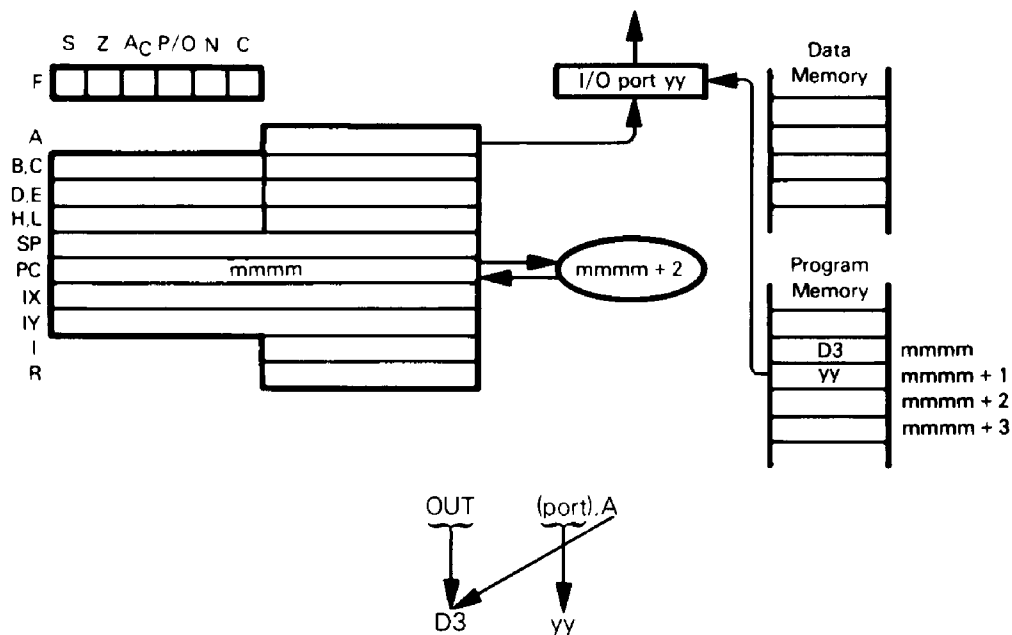 S Z AC P/O N C
F
I/O port yy
Data
Memory
A
B,C
D,E
H,L
SP
PC mmmm
mmmm + 2
IX
IY
I
R
Program
Memory
D3 mmmm
yy mmmm + 1
mmmm + 2
mmmm + 3
OUT (port),A
D3 yy